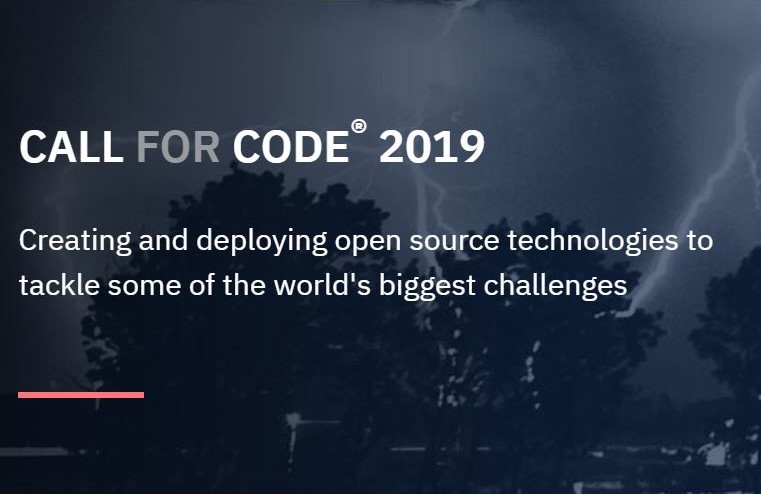 CALL FOR CODE® 2019
Creating and deploying open source technologies to
tackle some of the world's biggest challenges